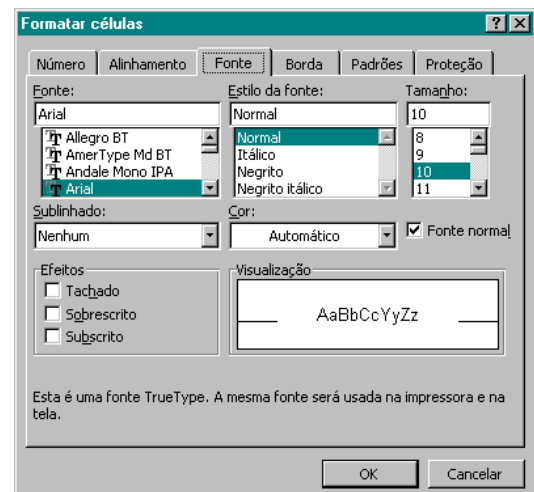 Formatar células
Número Alinhamento Fonte Borda Padrões Proteção
Fonte: Estilo da fonte: Tamanho:
Arial Normal 10
Allegro BT Normal 8
AmerType Md BT Itálico 9
Andale Mono IPA Negrito 10
Arial Negrito itálico 11
Sublinhado: Cor:
Nenhum Automático Fonte normal
Efeitos Visualização
Tachado
Sobrescrito AaBbCcYyZz
Subscrito
Esta é uma fonte TrueType. A mesma fonte será usada na impressora e na
tela.
OK Cancelar